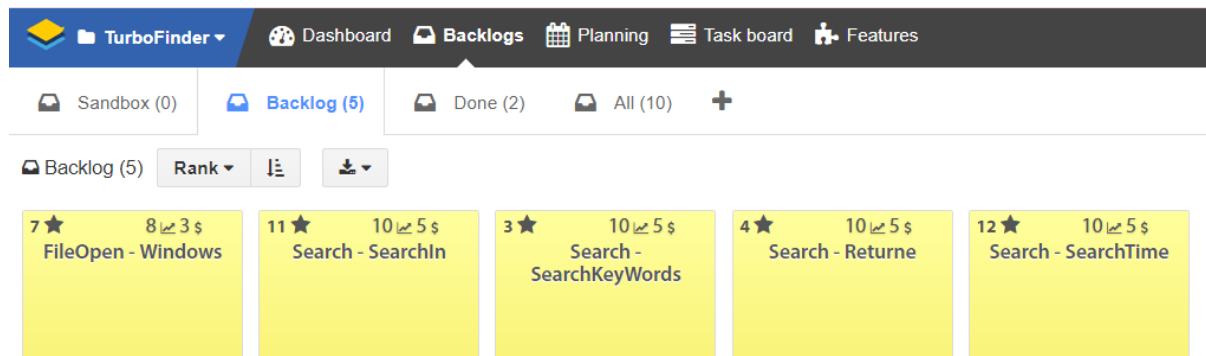 TurboFinder Dashboard Backlogs Planning Task board Features
Sandbox (0) Backlog (5) Done (2) All (10)
Backlog (5) Rank
7 8 3 $ 11 10 5 $ 3 10 5 $ 4 10 5 $ 12 10 5 $
FileOpen - Windows Search - SearchIn Search - Search - Returne Search - SearchTime
SearchKeyWords